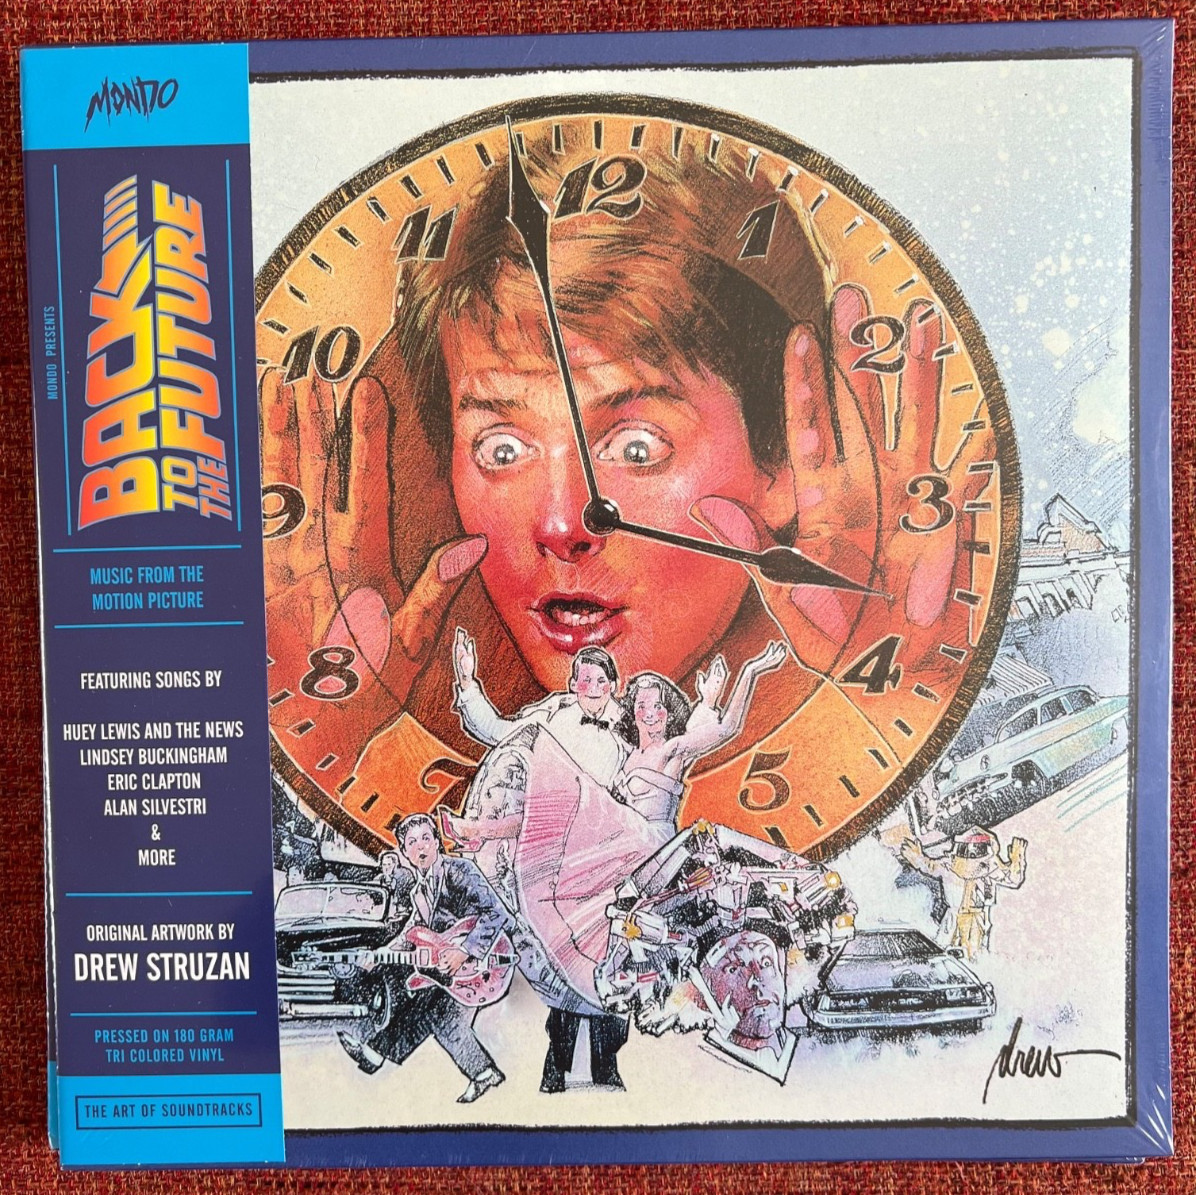 MONDO
MONDO PRESENTS
BACK
TO
THE
FUTURE
MUSIC FROM THE
MOTION PICTURE
FEATURING SONGS BY
HUEY LEWIS AND THE NEWS
LINDSEY BUCKINGHAM
ERIC CLAPTON
ALAN SILVESTRI
&
MORE
ORIGINAL ARTWORK BY
DREW STRUZAN
PRESSED ON 180 GRAM
TRI COLORED VINYL
THE ART OF SOUNDTRACKS
12
11
1
10
2
9
3
8
4
7
5
drew